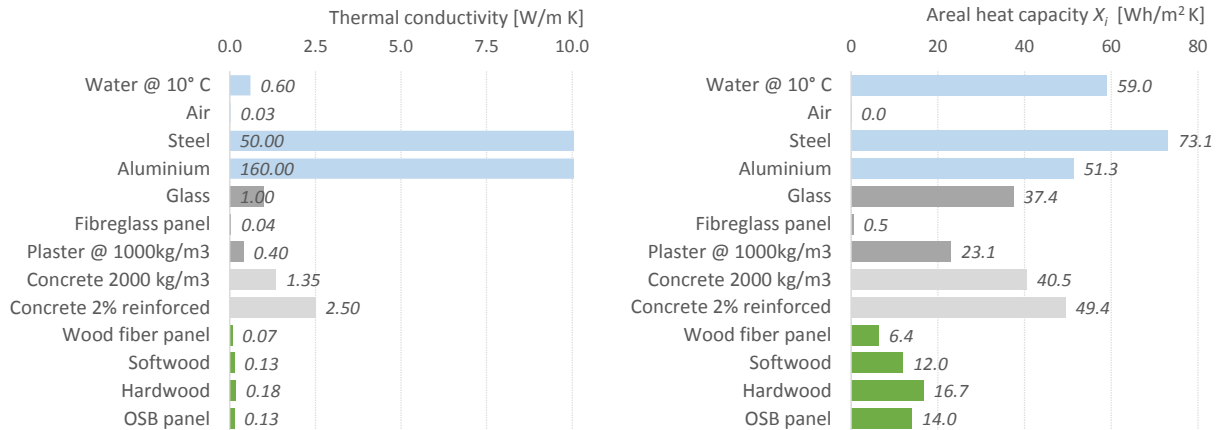 Thermal conductivity [W/m K]
0.0 2.5 5.0 7.5 10.0
Water @ 10° C 0.60
Air 0.03
Steel 50.00
Aluminium 160.00
Glass 1.00
Fibreglass panel 0.04
Plaster @ 1000kg/m3 0.40
Concrete 2000 kg/m3 1.35
Concrete 2% reinforced 2.50
Wood fiber panel 0.07
Softwood 0.13
Hardwood 0.18
OSB panel 0.13
Areal heat capacity Xi [Wh/m² K]
0 20 40 60 80
Water @ 10° C 59.0
Air 0.0
Steel 73.1
Aluminium 51.3
Glass 37.4
Fibreglass panel 0.5
Plaster @ 1000kg/m3 23.1
Concrete 2000 kg/m3 40.5
Concrete 2% reinforced 49.4
Wood fiber panel 6.4
Softwood 12.0
Hardwood 16.7
OSB panel 14.0